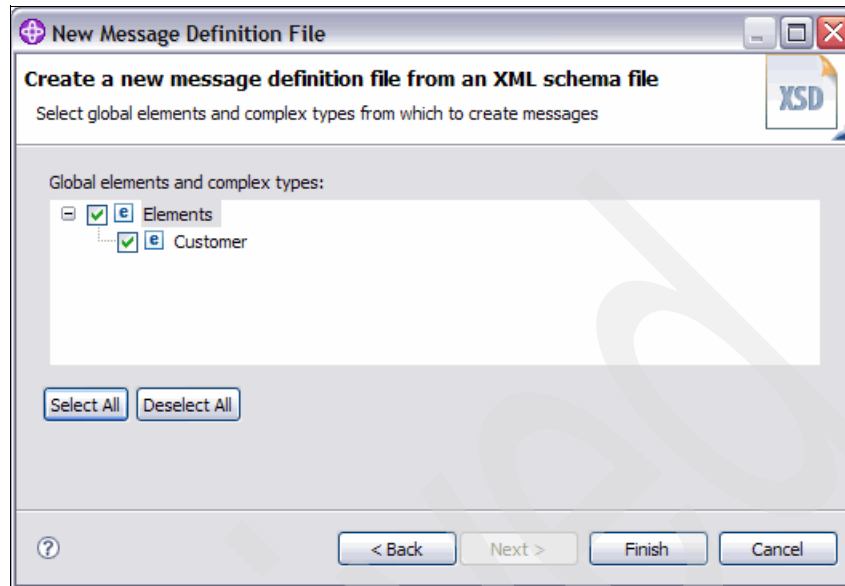 New Message Definition File
Create a new message definition file from an XML schema file
Select global elements and complex types from which to create messages
XSD
Global elements and complex types:
e Elements
e Customer
Select All Deselect All
? < Back Next > Finish Cancel